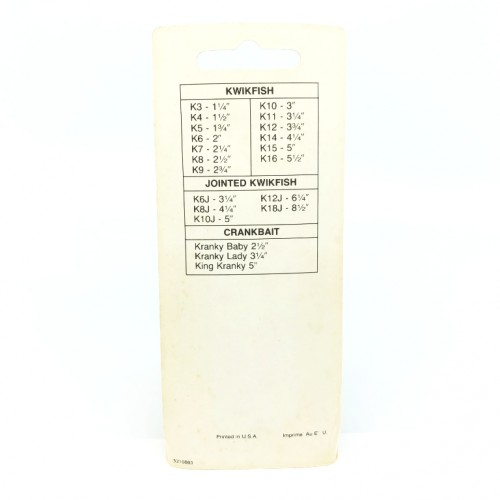 KWIKFISH
K3 - 1¼" K10 - 3"
K4 - 1½" K11 - 3¼"
K5 - 1¾" K12 - 3¾"
K6 - 2" K14 - 4¼"
K7 - 2¼" K15 - 5"
K8 - 2½" K16 - 5½"
K9 - 2¾"
JOINTED KWIKFISH
K6J - 3¼" K12J - 6¼"
K8J - 4¼" K18J - 8½"
K10J - 5"
CRANKBAIT
Kranky Baby 2½"
Kranky Lady 3¼"
King Kranky 5"
Printed in U.S.A. Imprimé Au